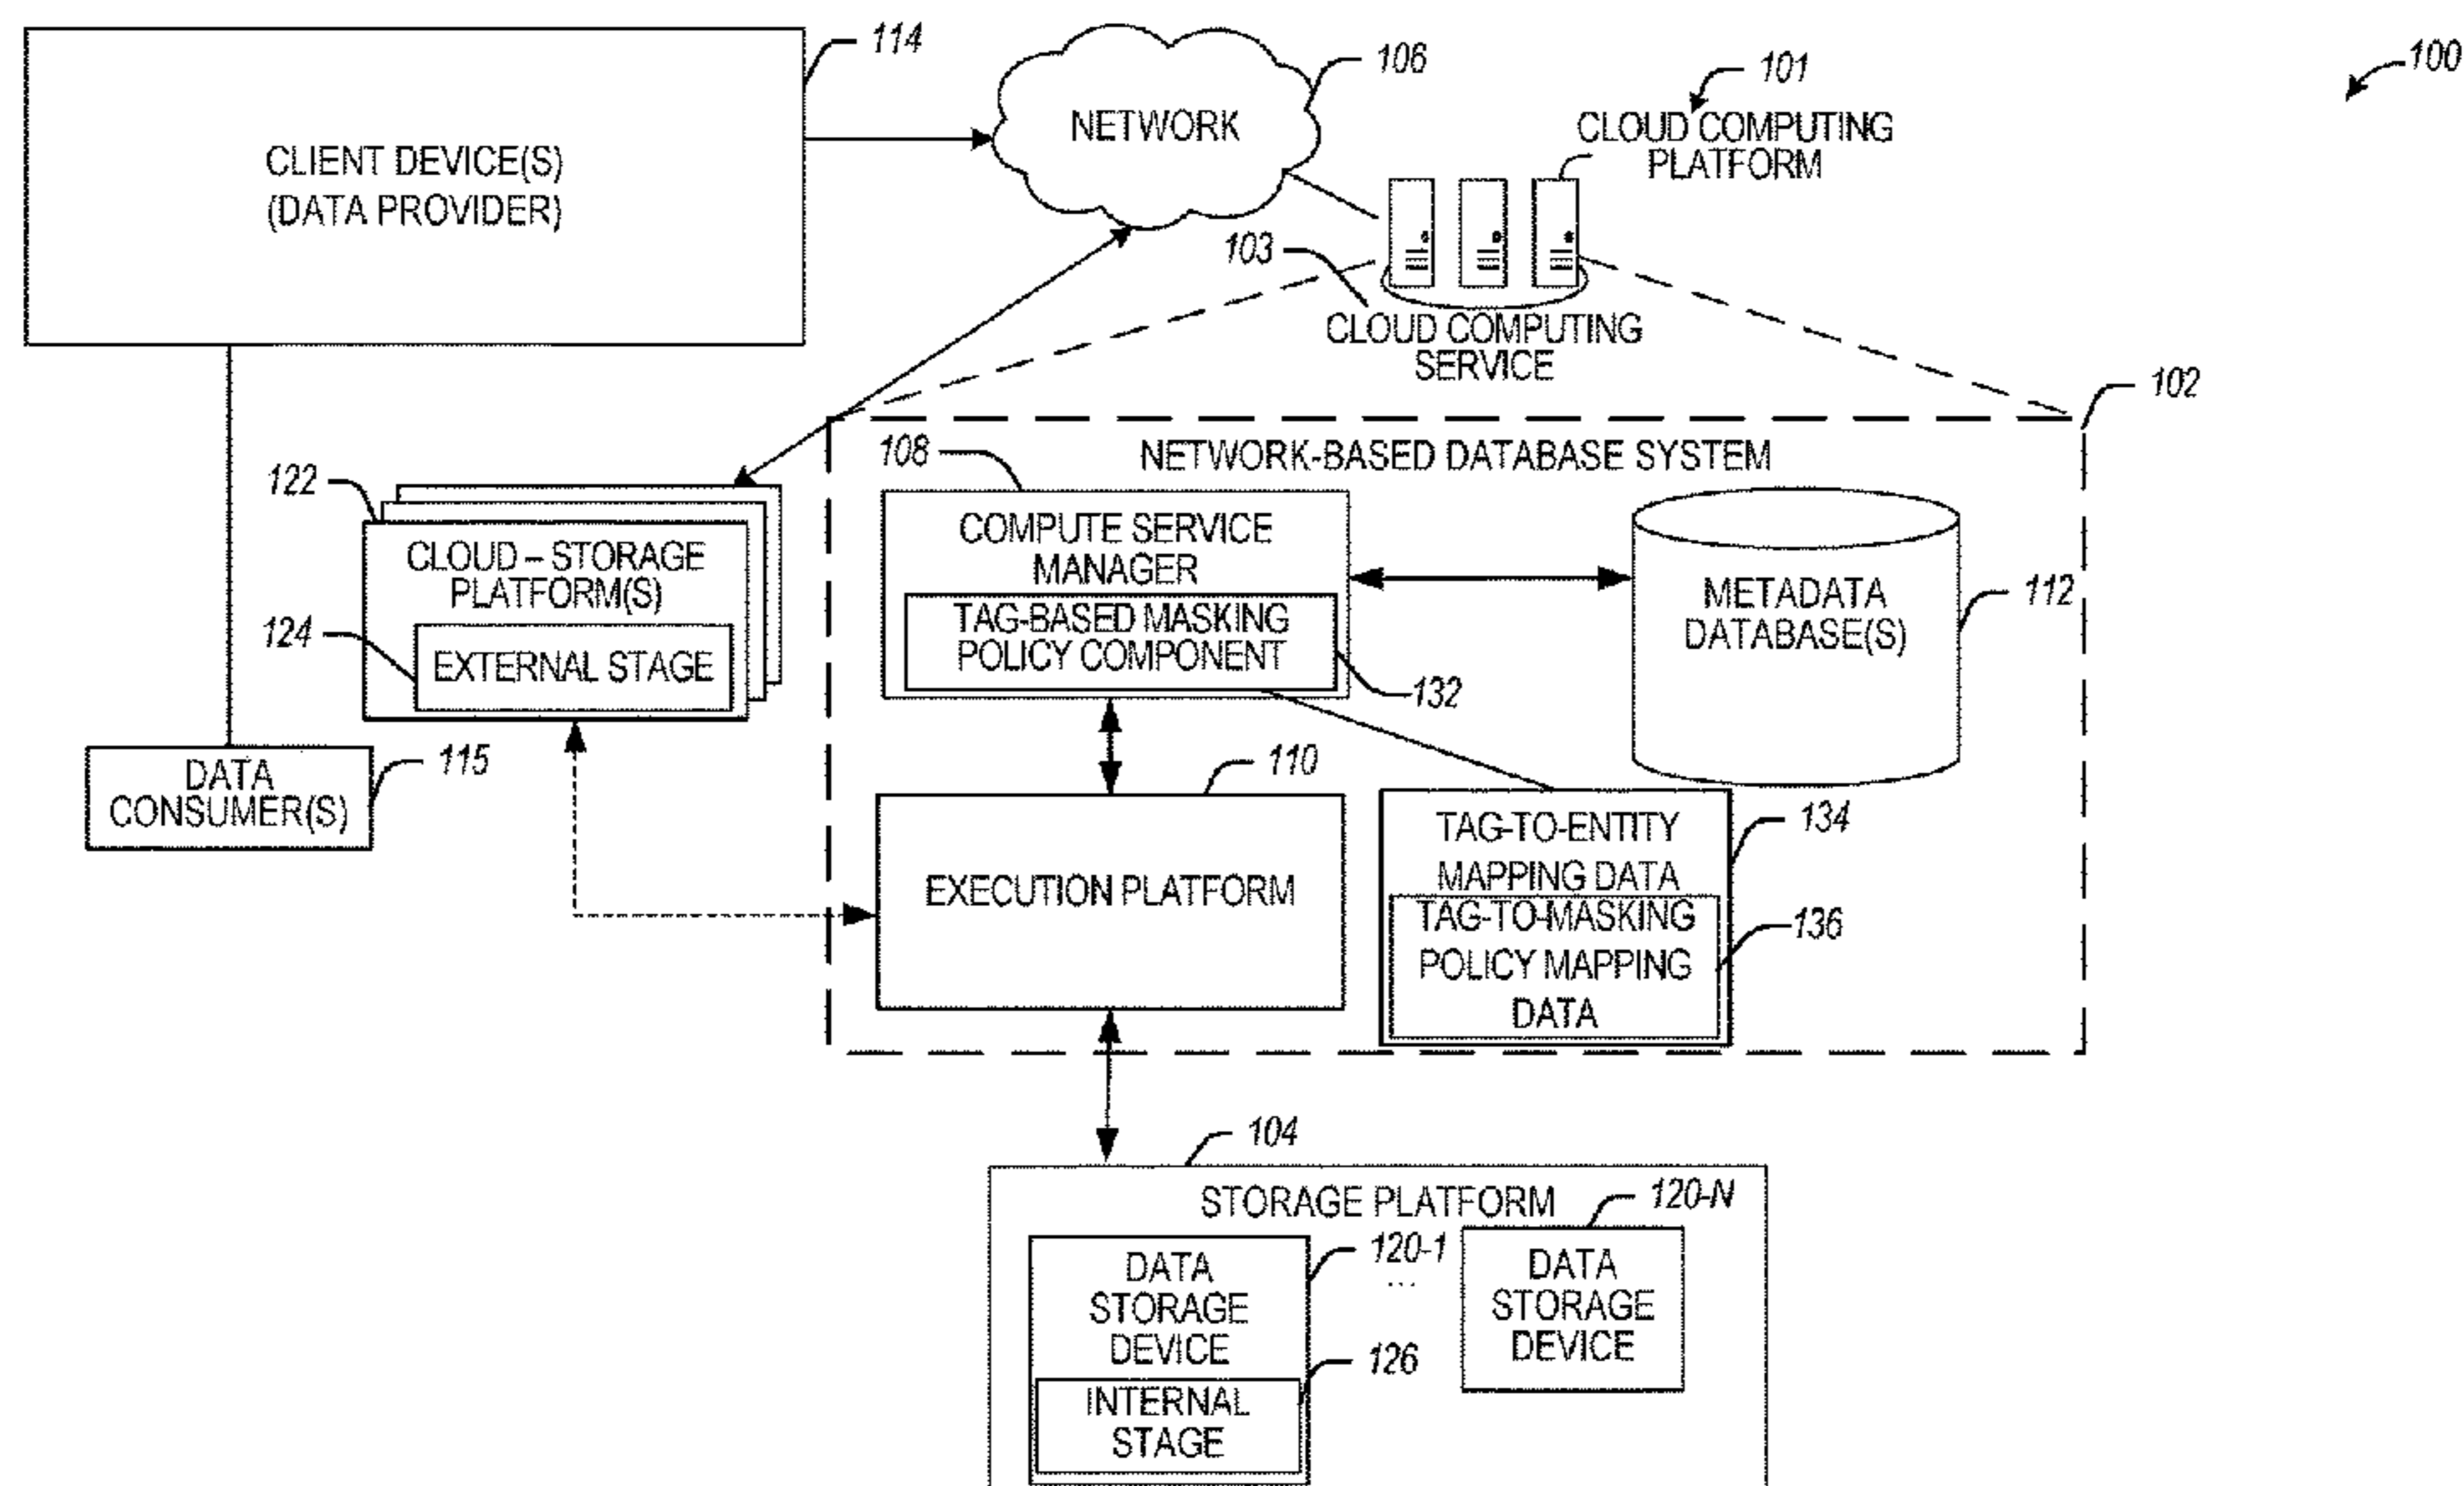 114
CLIENT DEVICE(S)
(DATA PROVIDER)
NETWORK
106
101
CLOUD COMPUTING
PLATFORM
100
103
CLOUD COMPUTING
SERVICE
102
NETWORK-BASED DATABASE SYSTEM
108
COMPUTE SERVICE
MANAGER
TAG-BASED MASKING
POLICY COMPONENT
132
METADATA
DATABASE(S)
112
122
CLOUD – STORAGE
PLATFORM(S)
124
EXTERNAL STAGE
DATA
CONSUMER(S)
115
110
EXECUTION PLATFORM
TAG-TO-ENTITY
MAPPING DATA
134
TAG-TO-MASKING
POLICY MAPPING
DATA
136
104
STORAGE PLATFORM
120-1
DATA
STORAGE
DEVICE
126
INTERNAL
STAGE
...
120-N
DATA
STORAGE
DEVICE